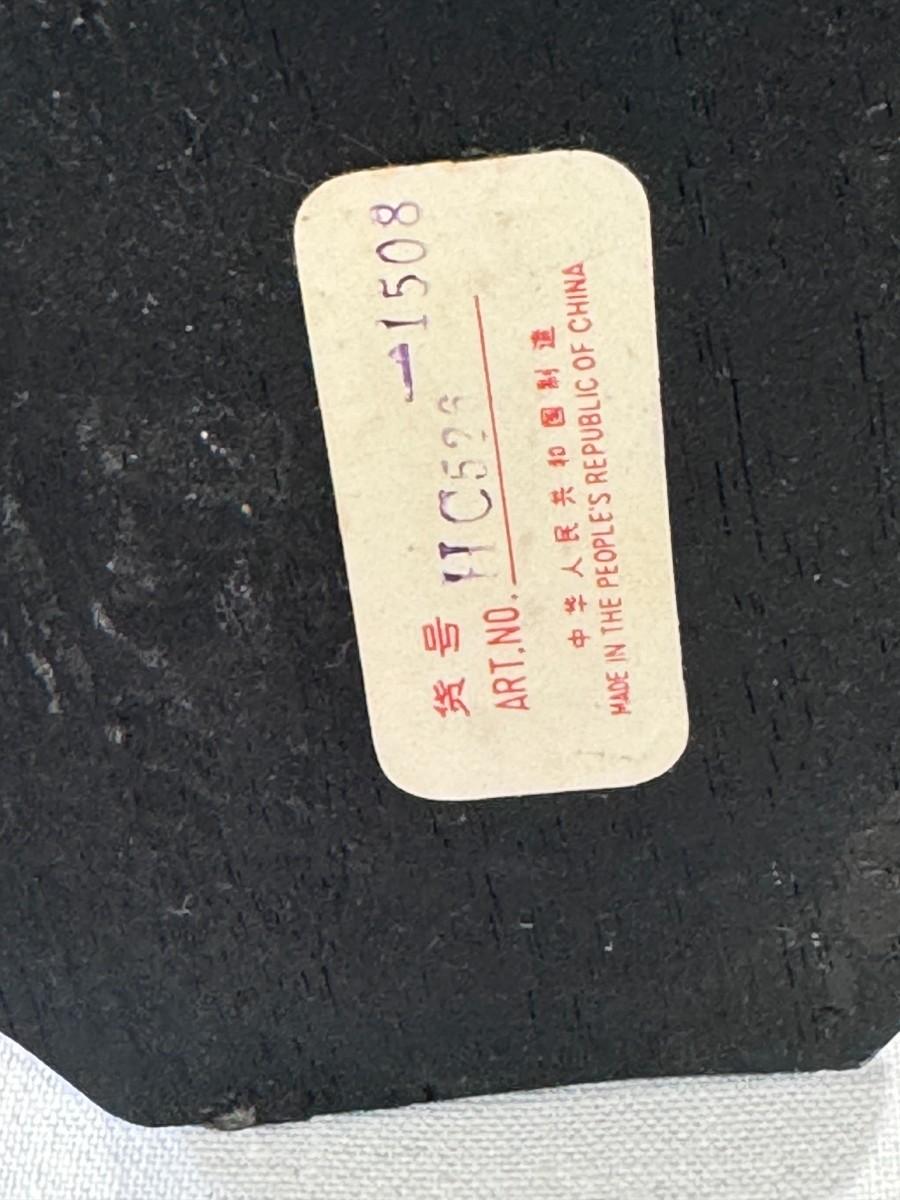 货号 HC526-1508
ART.NO.
中华人民共和国制造
MADE IN THE PEOPLE'S REPUBLIC OF CHINA